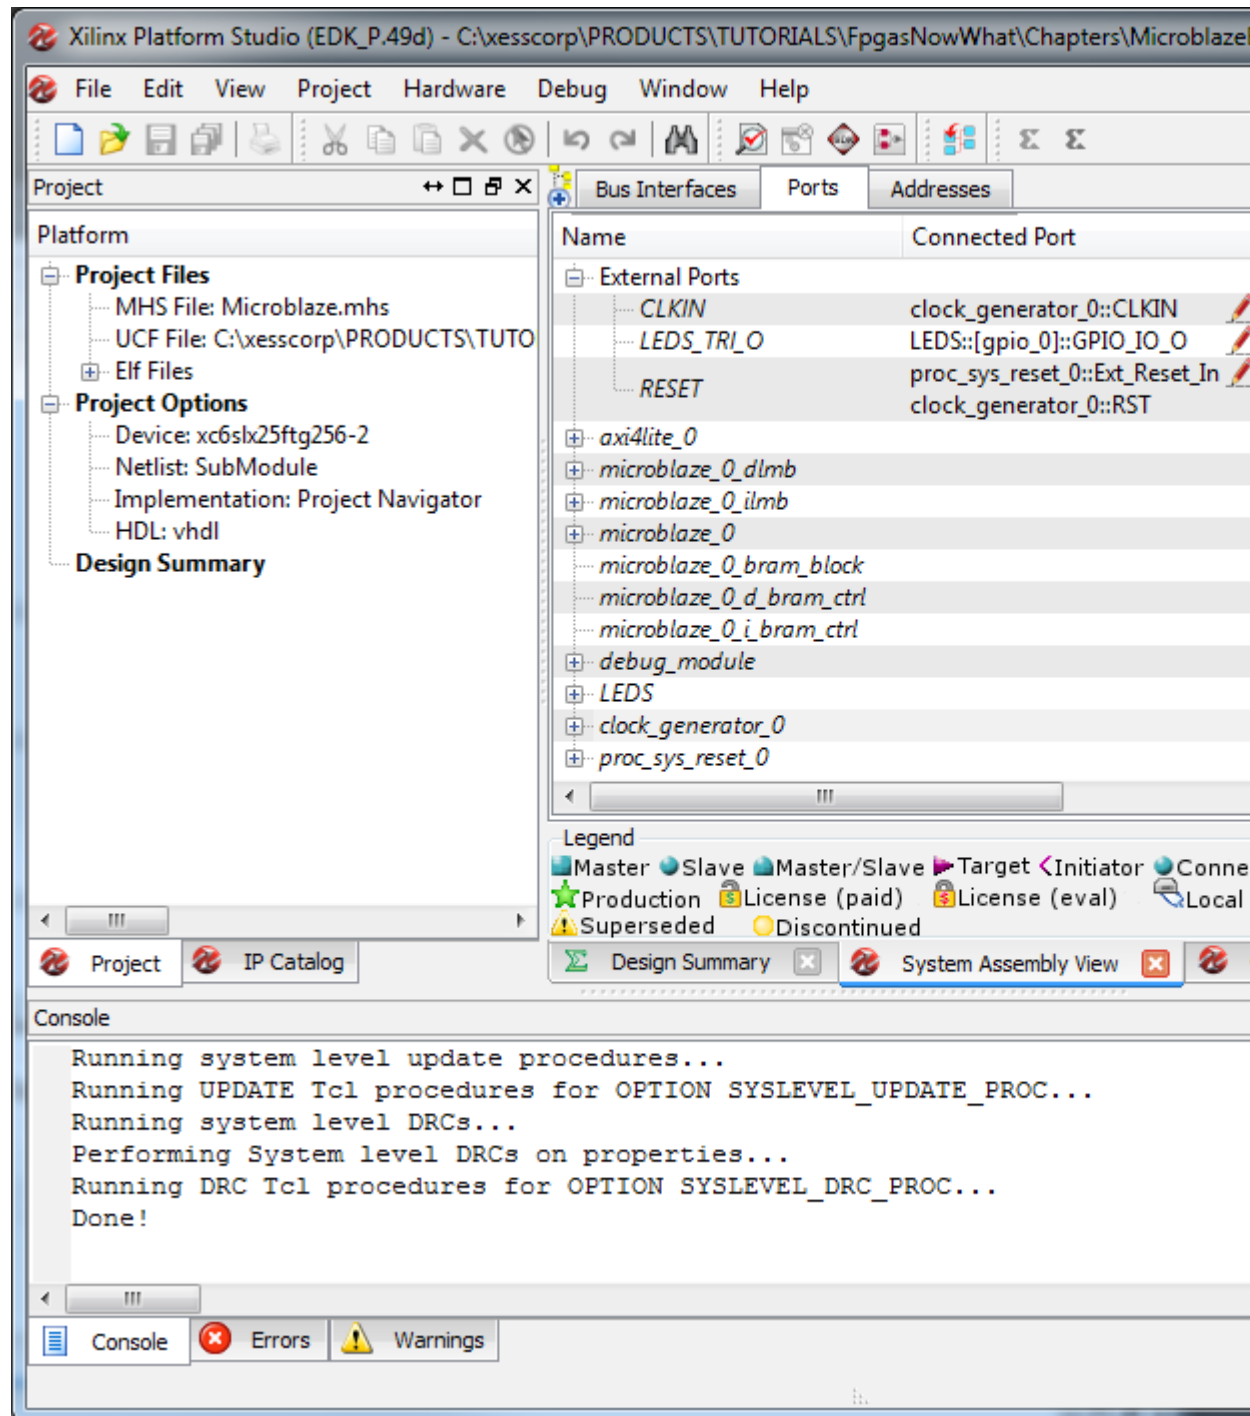 Xilinx Platform Studio (EDK_P.49d) - C:\xesscorp\PRODUCTS\TUTORIALS\FpgasNowWhat\Chapters\Microblaze
File Edit View Project Hardware Debug Window Help
Project
Platform
Project Files
MHS File: Microblaze.mhs
UCF File: C:\xesscorp\PRODUCTS\TUTO
Elf Files
Project Options
Device: xc6slx25ftg256-2
Netlist: SubModule
Implementation: Project Navigator
HDL: vhdl
Design Summary
Project IP Catalog
Bus Interfaces Ports Addresses
Name Connected Port
External Ports
CLKIN clock_generator_0::CLKIN
LEDS_TRI_O LEDS::[gpio_0]::GPIO_IO_O
RESET proc_sys_reset_0::Ext_Reset_In
clock_generator_0::RST
axi4lite_0
microblaze_0_dlmb
microblaze_0_ilmb
microblaze_0
microblaze_0_bram_block
microblaze_0_d_bram_ctrl
microblaze_0_i_bram_ctrl
debug_module
LEDS
clock_generator_0
proc_sys_reset_0
Legend
Master Slave Master/Slave Target Initiator Conne
Production License (paid) License (eval) Local
Superseded Discontinued
Design Summary System Assembly View
Console
Running system level update procedures...
Running UPDATE Tcl procedures for OPTION SYSLEVEL_UPDATE_PROC...
Running system level DRCs...
Performing System level DRCs on properties...
Running DRC Tcl procedures for OPTION SYSLEVEL_DRC_PROC...
Done!
Console Errors Warnings